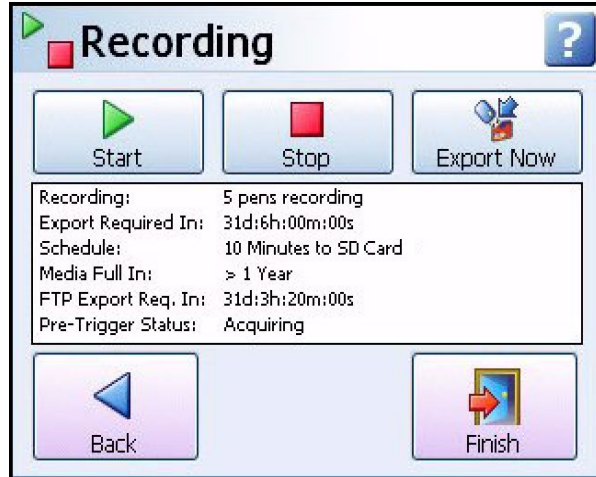 Recording
?
Start Stop Export Now
Recording: 5 pens recording
Export Required In: 31d:6h:00m:00s
Schedule: 10 Minutes to SD Card
Media Full In: > 1 Year
FTP Export Req. In: 31d:3h:20m:00s
Pre-Trigger Status: Acquiring
Back Finish